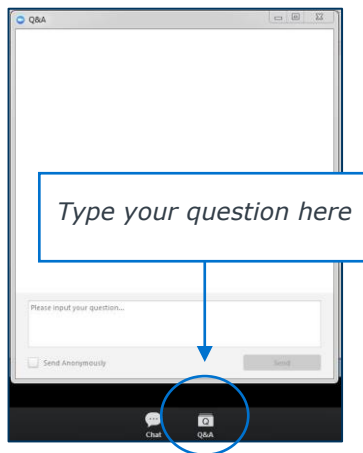 Q&A
Type your question here
Please input your question...
Send Anonymously
Send
Chat
Q&A